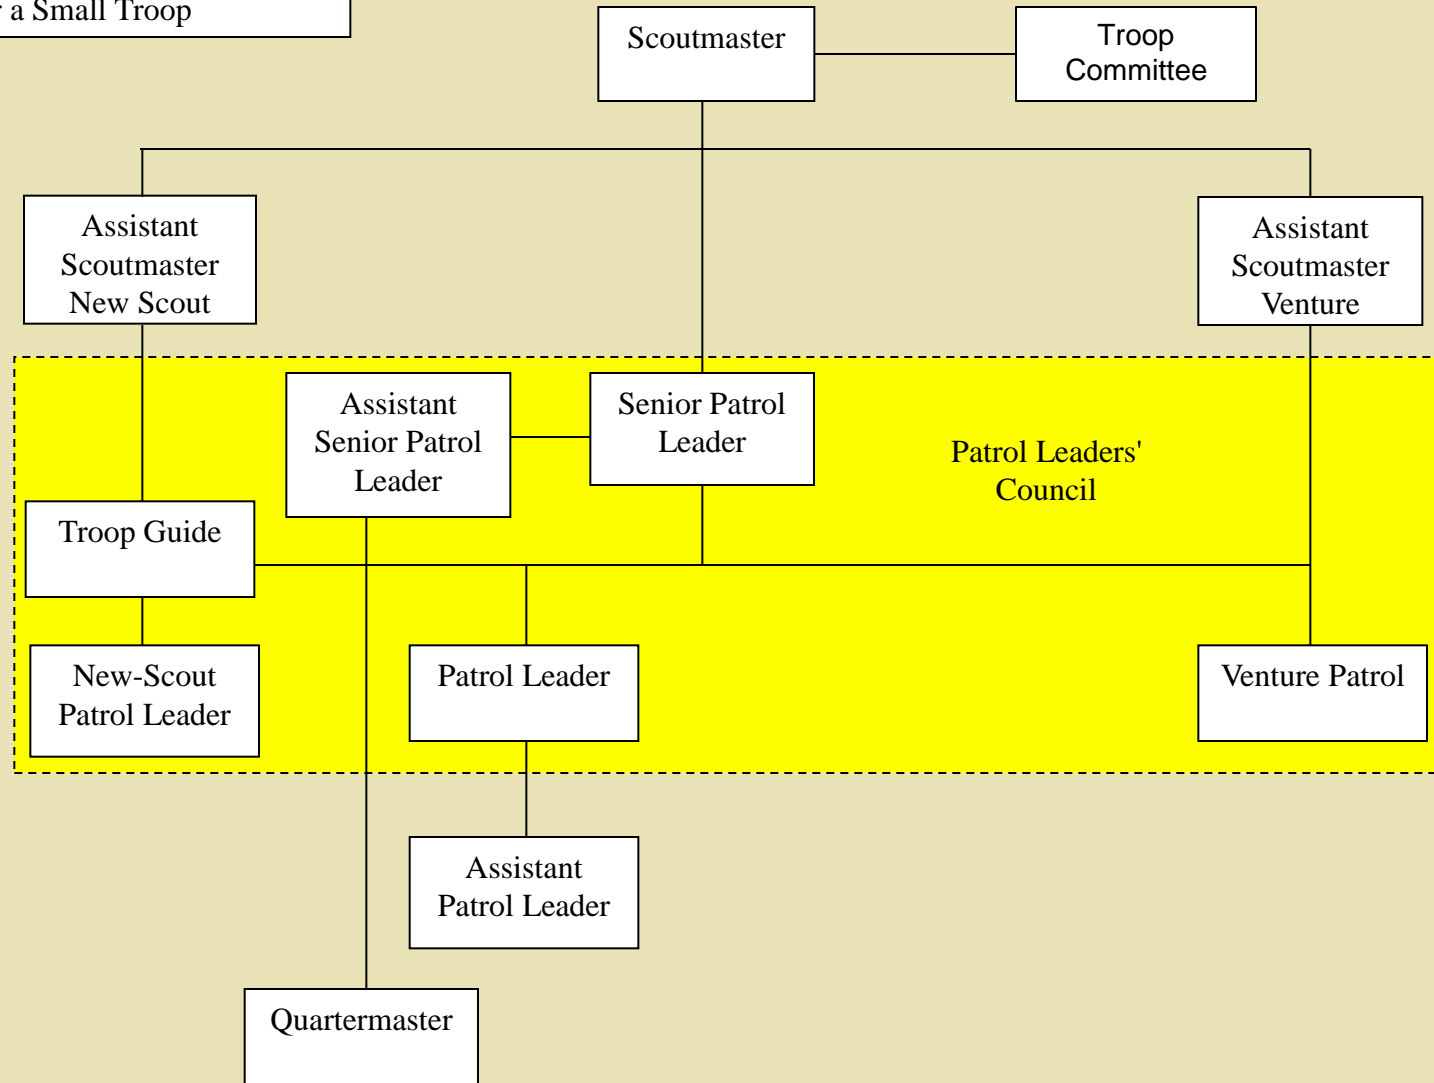 a Small Troop
Scoutmaster
Troop
Committee
Assistant
Scoutmaster
New Scout
Assistant
Scoutmaster
Venture
Assistant
Senior Patrol
Leader
Senior Patrol
Leader
Patrol Leaders'
Council
Troop Guide
New-Scout
Patrol Leader
Patrol Leader
Venture Patrol
Assistant
Patrol Leader
Quartermaster